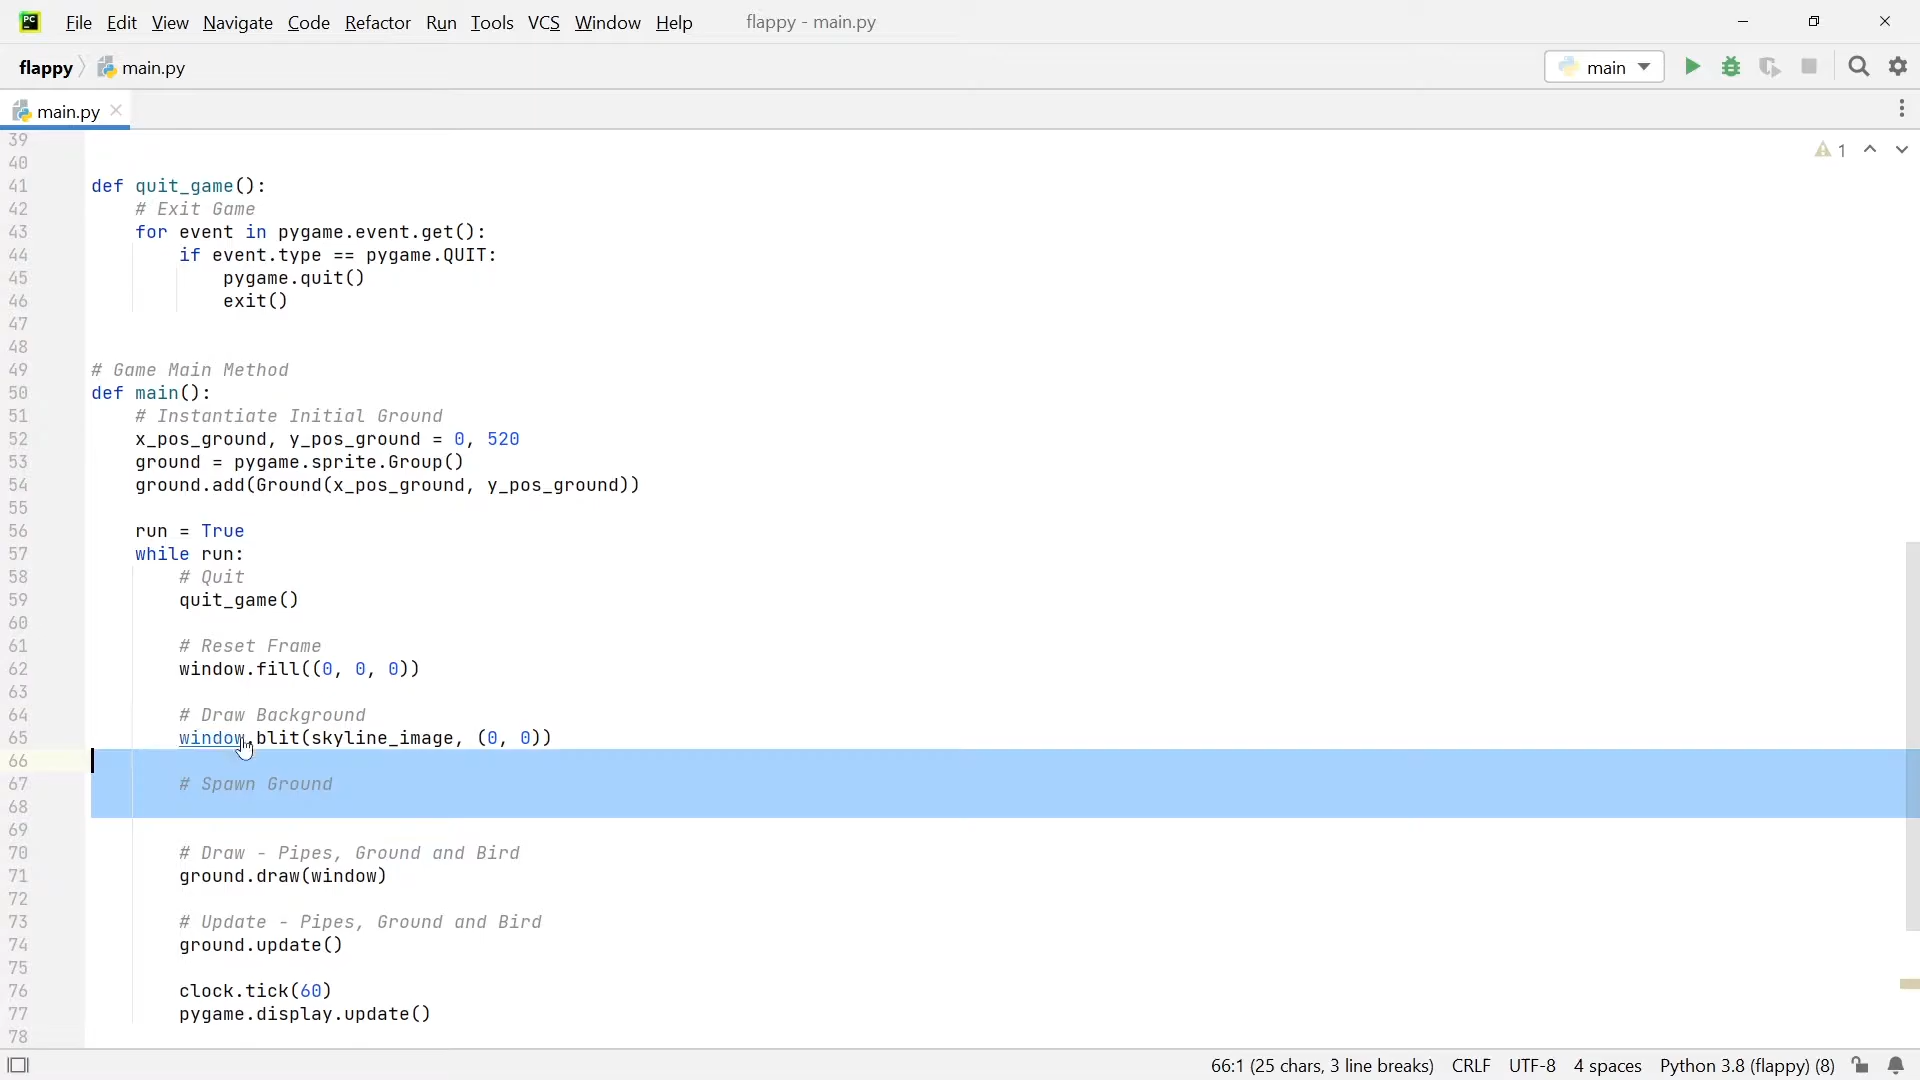 PC File Edit View Navigate Code Refactor Run Tools VCS Window Help flappy - main.py
flappy main.py main
main.py
39
40
41 def quit_game():
42 # Exit Game
43 for event in pygame.event.get():
44 if event.type == pygame.QUIT:
45 pygame.quit()
46 exit()
47
48
49 # Game Main Method
50 def main():
51 # Instantiate Initial Ground
52 x_pos_ground, y_pos_ground = 0, 520
53 ground = pygame.sprite.Group()
54 ground.add(Ground(x_pos_ground, y_pos_ground))
55
56 run = True
57 while run:
58 # Quit
59 quit_game()
60
61 # Reset Frame
62 window.fill((0, 0, 0))
63
64 # Draw Background
65 window.blit(skyline_image, (0, 0))
66
67 # Spawn Ground
68
69
70 # Draw - Pipes, Ground and Bird
71 ground.draw(window)
72
73 # Update - Pipes, Ground and Bird
74 ground.update()
75
76 clock.tick(60)
77 pygame.display.update()
78
1
66:1 (25 chars, 3 line breaks) CRLF UTF-8 4 spaces Python 3.8 (flappy) (8)